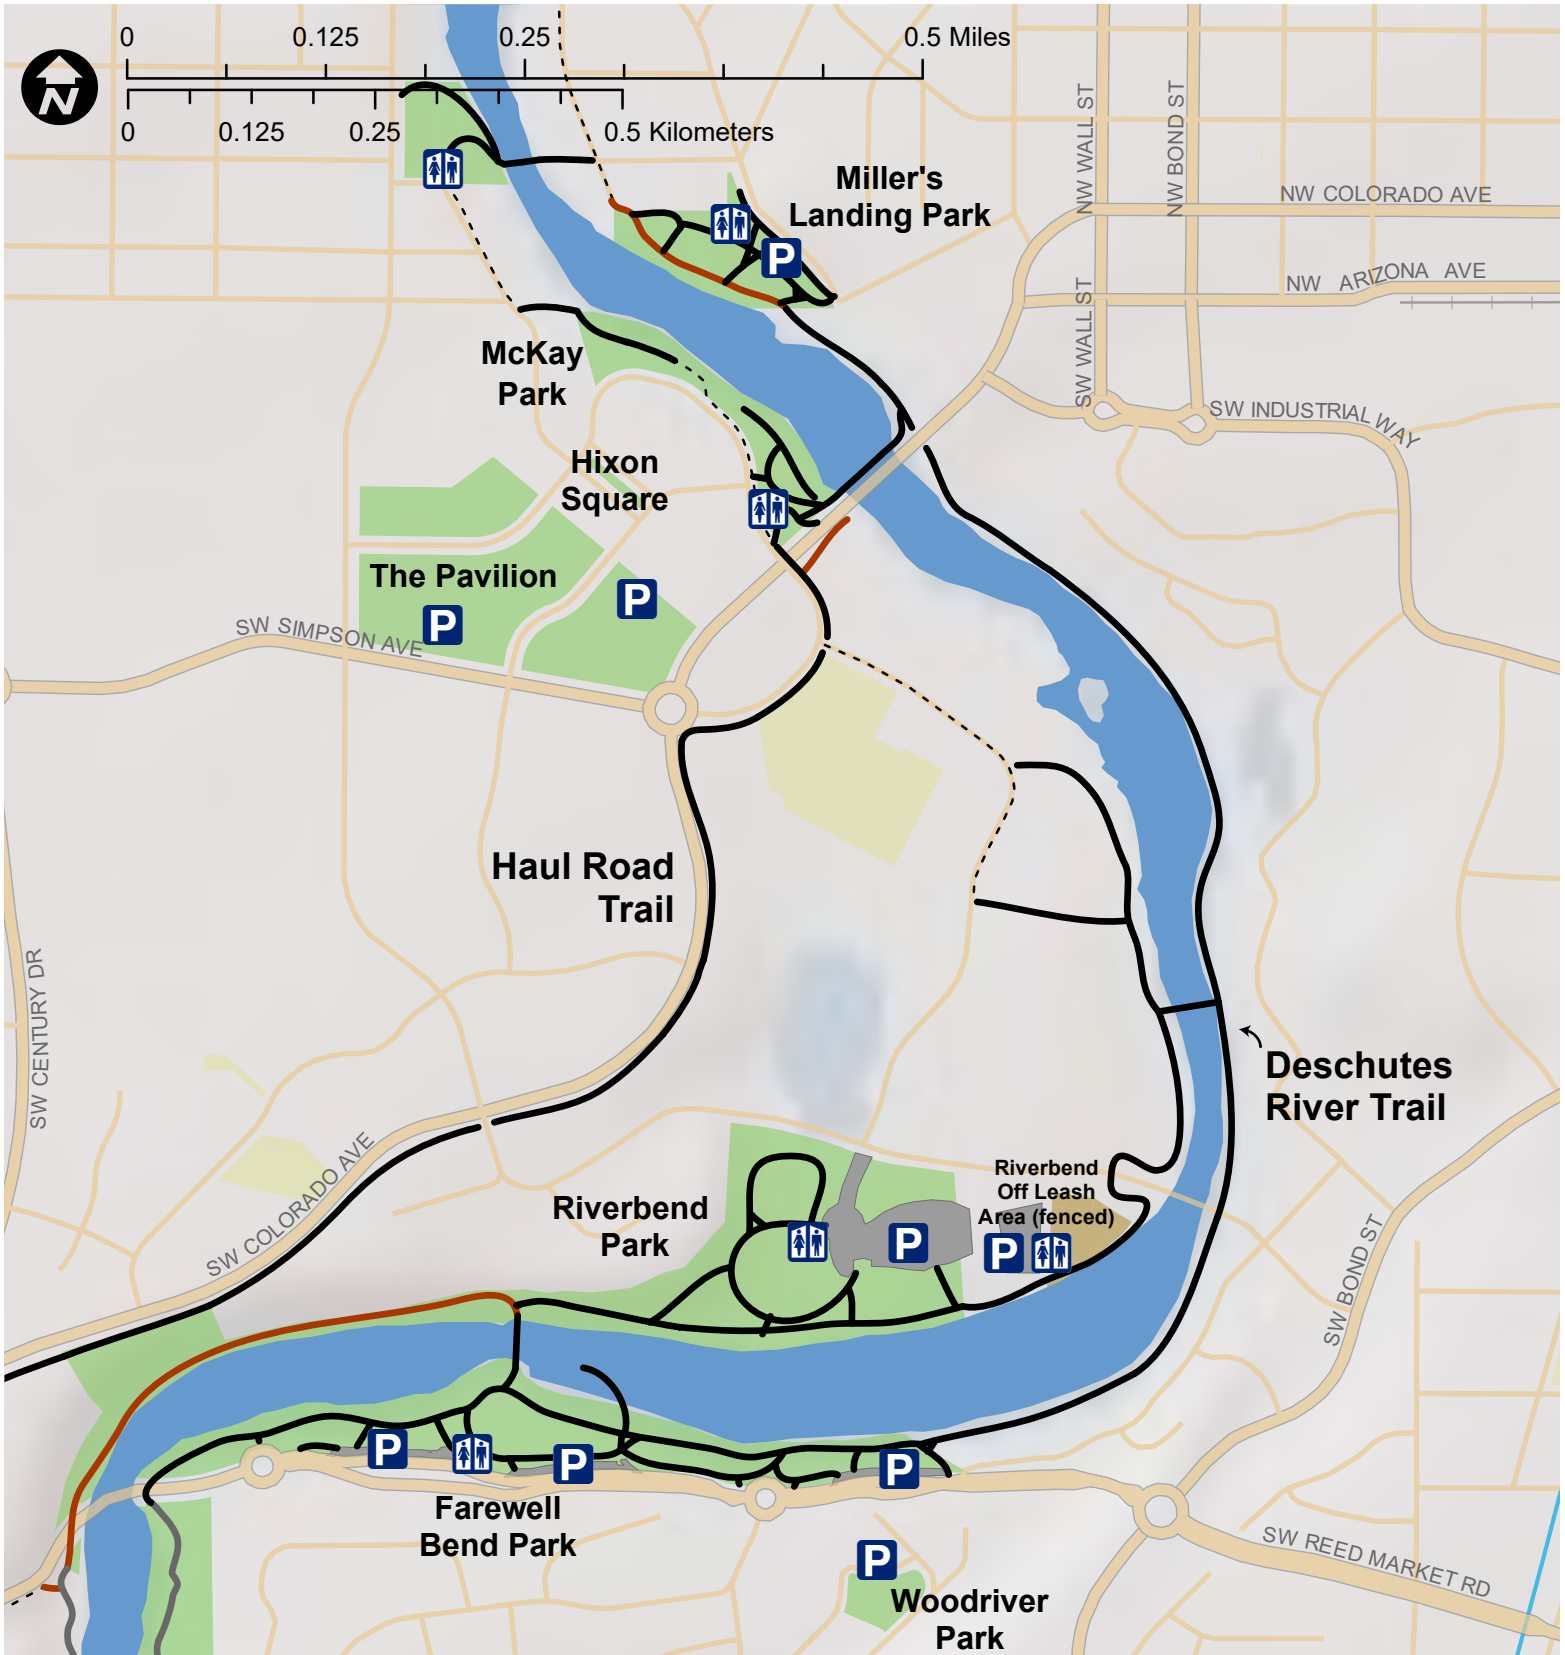 0
0.125
0.25
0.5 Miles
N
0
0.125
0.25
0.5 Kilometers
NW WALL ST
NW BOND ST
Miller's
Landing Park
NW COLORADO AVE
P
NW ARIZONA AVE
SW WALL ST
McKay
Park
SW INDUSTRIAL WAY
Hixon
Square
The Pavilion
P
P
SW SIMPSON AVE
Haul Road
Trail
SW CENTURY DR
Deschutes
River Trail
SW COLORADO AVE
Riverbend
Park
P
Riverbend
Off Leash
Area (fenced)
P
SW BOND ST
P
P
P
Farewell
Bend Park
P
Woodriver
Park
SW REED MARKET RD